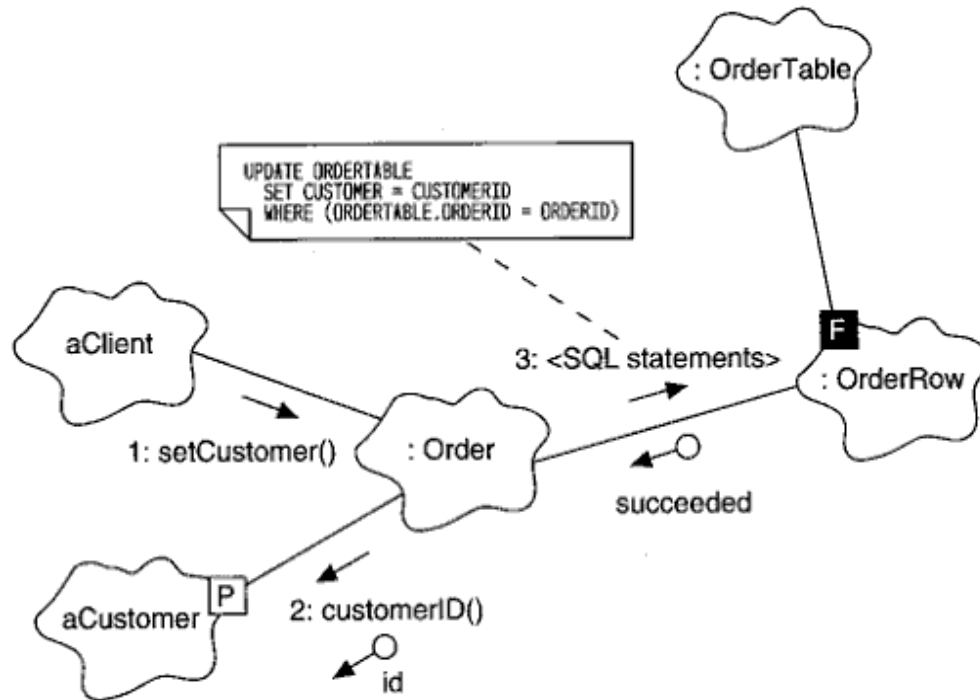 : OrderTable
UPDATE ORDERTABLE
SET CUSTOMER = CUSTOMERID
WHERE (ORDERTABLE.ORDERID = ORDERID)
aClient
F
3: <SQL statements>
: OrderRow
1: setCustomer()
: Order
succeeded
P
aCustomer
2: customerID()
id